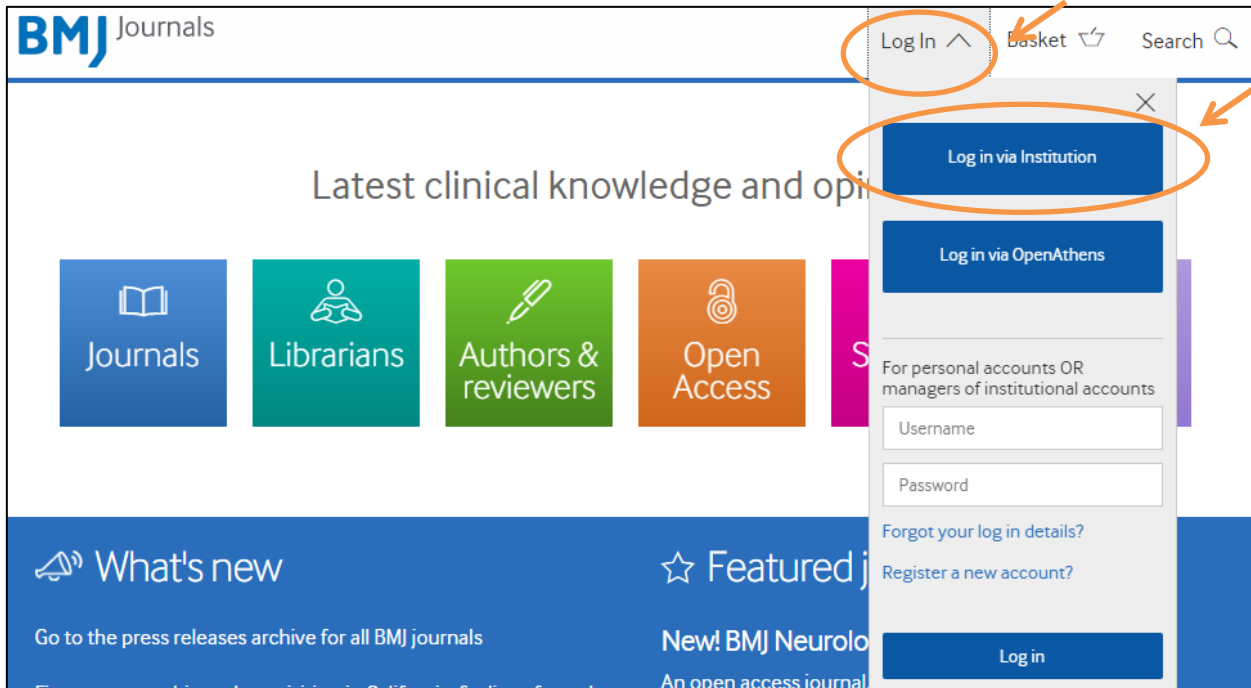 BMJ Journals
Log In
Basket
Search
Log in via Institution
Latest clinical knowledge and
Log in via OpenAthens
Journals
Librarians
Authors &
reviewers
Open
Access
S
For personal accounts OR
managers of institutional accounts
Username
Password
Forgot your log in details?
Register a new account?
Log in
What's new
Featured j
Go to the press releases archive for all BMJ journals
New! BMJ Neurolo
An open access journal